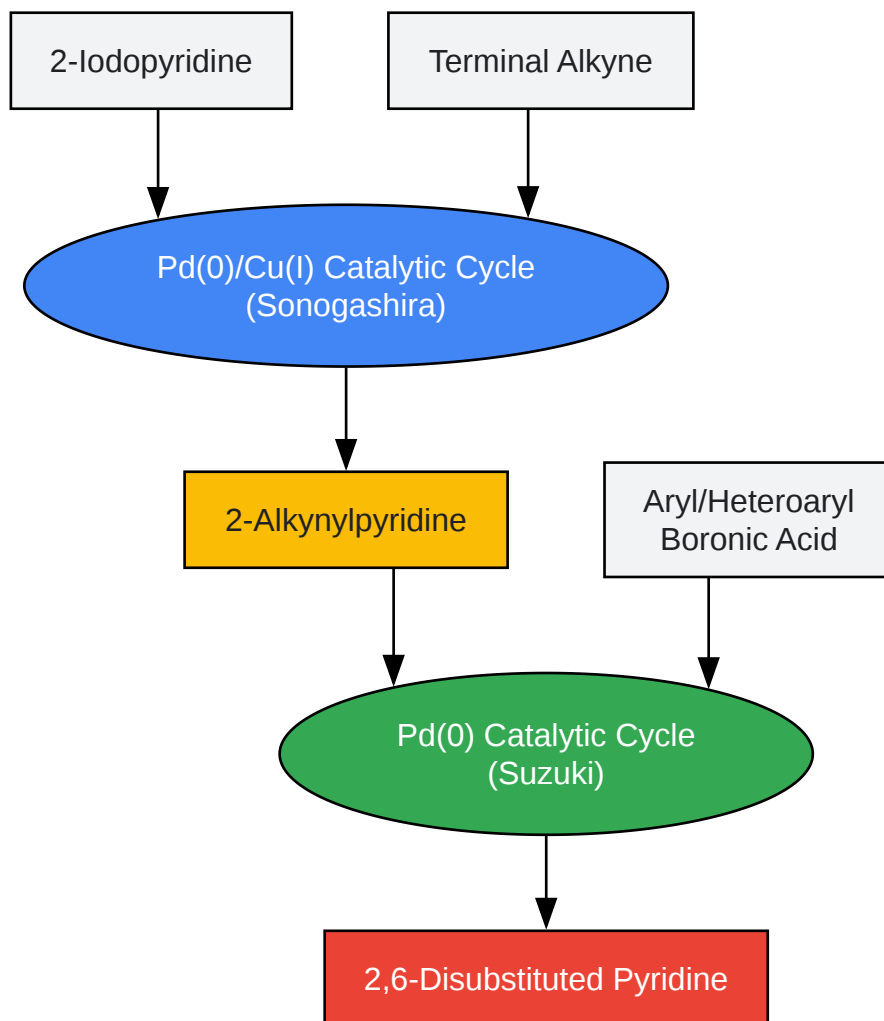 2-Iodopyridine
Terminal Alkyne
Pd(0)/Cu(I) Catalytic Cycle
(Sonogashira)
2-Alkynylpyridine
Aryl/Heteroaryl
Boronic Acid
Pd(0) Catalytic Cycle
(Suzuki)
2,6-Disubstituted Pyridine